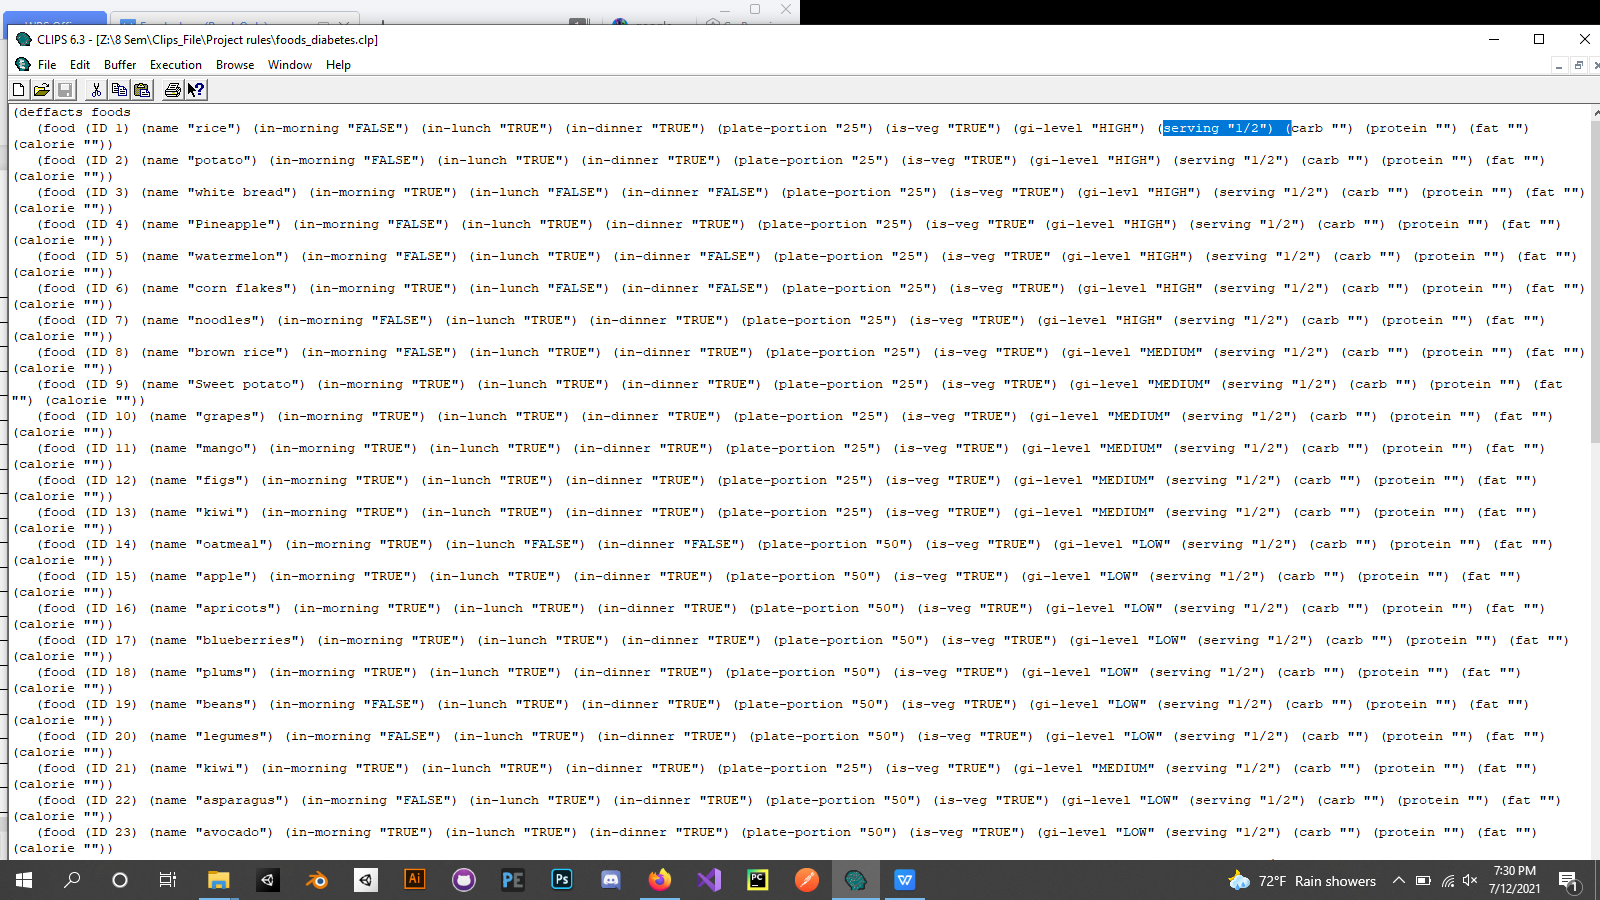 CLIPS 6.3 - [Z:\8 Sem\Clips_File\Project rules\foods_diabetes.clp]
File Edit Buffer Execution Browse Window Help
(deffacts foods
(food (ID 1) (name "rice") (in-morning "FALSE") (in-lunch "TRUE") (in-dinner "TRUE") (plate-portion "25") (is-veg "TRUE") (gi-level "HIGH") (serving "1/2") (carb "") (protein "") (fat "")
(calorie ""))
(food (ID 2) (name "potato") (in-morning "FALSE") (in-lunch "TRUE") (in-dinner "TRUE") (plate-portion "25") (is-veg "TRUE") (gi-level "HIGH") (serving "1/2") (carb "") (protein "") (fat "")
(calorie ""))
(food (ID 3) (name "white bread") (in-morning "TRUE") (in-lunch "FALSE") (in-dinner "FALSE") (plate-portion "25") (is-veg "TRUE") (gi-levl "HIGH") (serving "1/2") (carb "") (protein "") (fat "")
(calorie ""))
(food (ID 4) (name "Pineapple") (in-morning "FALSE") (in-lunch "TRUE") (in-dinner "TRUE") (plate-portion "25") (is-veg "TRUE" (gi-level "HIGH") (serving "1/2") (carb "") (protein "") (fat "")
(calorie ""))
(food (ID 5) (name "watermelon") (in-morning "FALSE") (in-lunch "TRUE") (in-dinner "FALSE") (plate-portion "25") (is-veg "TRUE" (gi-level "HIGH") (serving "1/2") (carb "") (protein "") (fat "")
(calorie ""))
(food (ID 6) (name "corn flakes") (in-morning "TRUE") (in-lunch "FALSE") (in-dinner "FALSE") (plate-portion "25") (is-veg "TRUE") (gi-level "HIGH" (serving "1/2") (carb "") (protein "") (fat "")
(calorie ""))
(food (ID 7) (name "noodles") (in-morning "FALSE") (in-lunch "TRUE") (in-dinner "TRUE") (plate-portion "25") (is-veg "TRUE") (gi-level "HIGH" (serving "1/2") (carb "") (protein "") (fat "")
(calorie ""))
(food (ID 8) (name "brown rice") (in-morning "FALSE") (in-lunch "TRUE") (in-dinner "TRUE") (plate-portion "25") (is-veg "TRUE") (gi-level "MEDIUM" (serving "1/2") (carb "") (protein "") (fat "")
(calorie ""))
(food (ID 9) (name "Sweet potato") (in-morning "TRUE") (in-lunch "TRUE") (in-dinner "TRUE") (plate-portion "25") (is-veg "TRUE") (gi-level "MEDIUM" (serving "1/2") (carb "") (protein "") (fat
"") (calorie ""))
(food (ID 10) (name "grapes") (in-morning "TRUE") (in-lunch "TRUE") (in-dinner "TRUE") (plate-portion "25") (is-veg "TRUE") (gi-level "MEDIUM" (serving "1/2") (carb "") (protein "") (fat "")
(calorie ""))
(food (ID 11) (name "mango") (in-morning "TRUE") (in-lunch "TRUE") (in-dinner "TRUE") (plate-portion "25") (is-veg "TRUE") (gi-level "MEDIUM" (serving "1/2") (carb "") (protein "") (fat "")
(calorie ""))
(food (ID 12) (name "figs") (in-morning "TRUE") (in-lunch "TRUE") (in-dinner "TRUE") (plate-portion "25") (is-veg "TRUE") (gi-level "MEDIUM" (serving "1/2") (carb "") (protein "") (fat "")
(calorie ""))
(food (ID 13) (name "kiwi") (in-morning "TRUE") (in-lunch "TRUE") (in-dinner "TRUE") (plate-portion "25") (is-veg "TRUE") (gi-level "MEDIUM" (serving "1/2") (carb "") (protein "") (fat "")
(calorie ""))
(food (ID 14) (name "oatmeal") (in-morning "TRUE") (in-lunch "FALSE") (in-dinner "FALSE") (plate-portion "50") (is-veg "TRUE") (gi-level "LOW" (serving "1/2") (carb "") (protein "") (fat "")
(calorie ""))
(food (ID 15) (name "apple") (in-morning "TRUE") (in-lunch "TRUE") (in-dinner "TRUE") (plate-portion "50") (is-veg "TRUE") (gi-level "LOW" (serving "1/2") (carb "") (protein "") (fat "")
(calorie ""))
(food (ID 16) (name "apricots") (in-morning "TRUE") (in-lunch "TRUE") (in-dinner "TRUE") (plate-portion "50") (is-veg "TRUE") (gi-level "LOW" (serving "1/2") (carb "") (protein "") (fat "")
(calorie ""))
(food (ID 17) (name "blueberries") (in-morning "TRUE") (in-lunch "TRUE") (in-dinner "TRUE") (plate-portion "50") (is-veg "TRUE") (gi-level "LOW" (serving "1/2") (carb "") (protein "") (fat "")
(calorie ""))
(food (ID 18) (name "plums") (in-morning "TRUE") (in-lunch "TRUE") (in-dinner "TRUE") (plate-portion "50") (is-veg "TRUE") (gi-level "LOW" (serving "1/2") (carb "") (protein "") (fat "")
(calorie ""))
(food (ID 19) (name "beans") (in-morning "FALSE") (in-lunch "TRUE") (in-dinner "TRUE") (plate-portion "50") (is-veg "TRUE") (gi-level "LOW" (serving "1/2") (carb "") (protein "") (fat "")
(calorie ""))
(food (ID 20) (name "legumes") (in-morning "FALSE") (in-lunch "TRUE") (in-dinner "TRUE") (plate-portion "50") (is-veg "TRUE") (gi-level "LOW" (serving "1/2") (carb "") (protein "") (fat "")
(calorie ""))
(food (ID 21) (name "kiwi") (in-morning "TRUE") (in-lunch "TRUE") (in-dinner "TRUE") (plate-portion "25") (is-veg "TRUE") (gi-level "MEDIUM" (serving "1/2") (carb "") (protein "") (fat "")
(calorie ""))
(food (ID 22) (name "asparagus") (in-morning "FALSE") (in-lunch "TRUE") (in-dinner "TRUE") (plate-portion "50") (is-veg "TRUE") (gi-level "LOW" (serving "1/2") (carb "") (protein "") (fat "")
(calorie ""))
(food (ID 23) (name "avocado") (in-morning "TRUE") (in-lunch "TRUE") (in-dinner "TRUE") (plate-portion "50") (is-veg "TRUE") (gi-level "LOW" (serving "1/2") (carb "") (protein "") (fat "")
(calorie ""))
Ai PE Ps PC W 72°F Rain showers 7:30 PM
7/12/2021 1